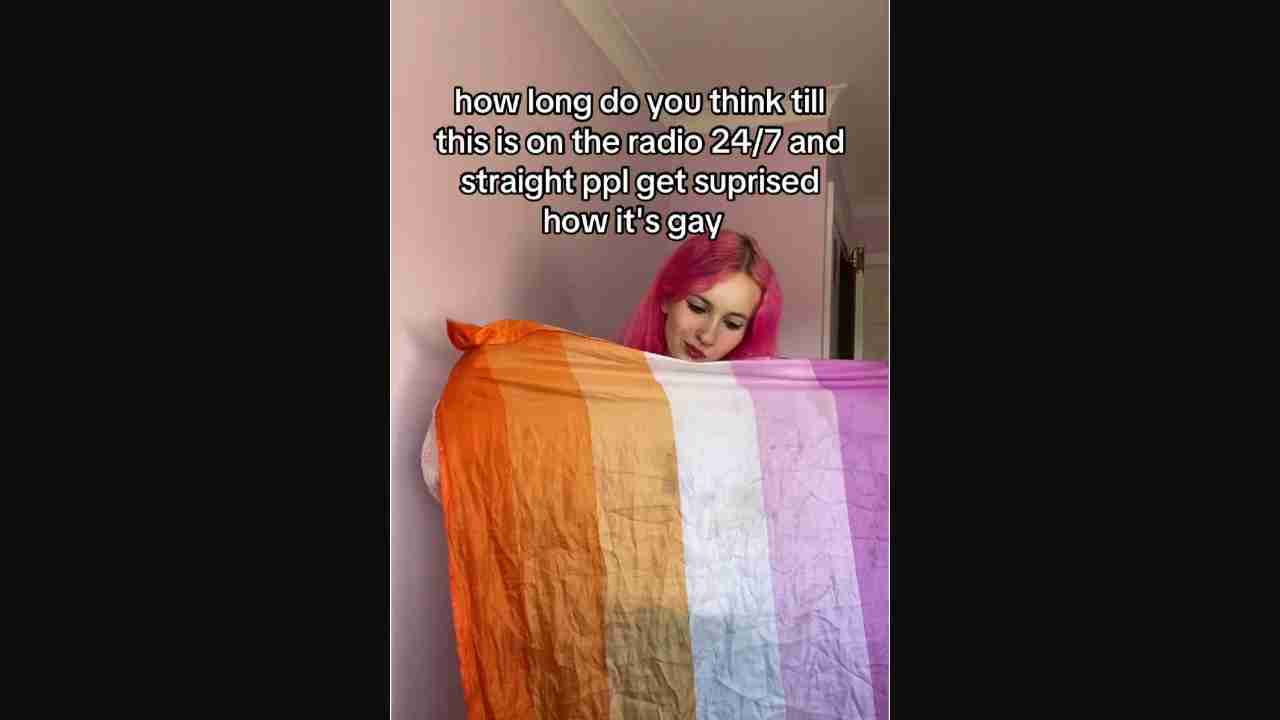 how long do you think till
this is on the radio 24/7 and
straight ppl get suprised
how it's gay